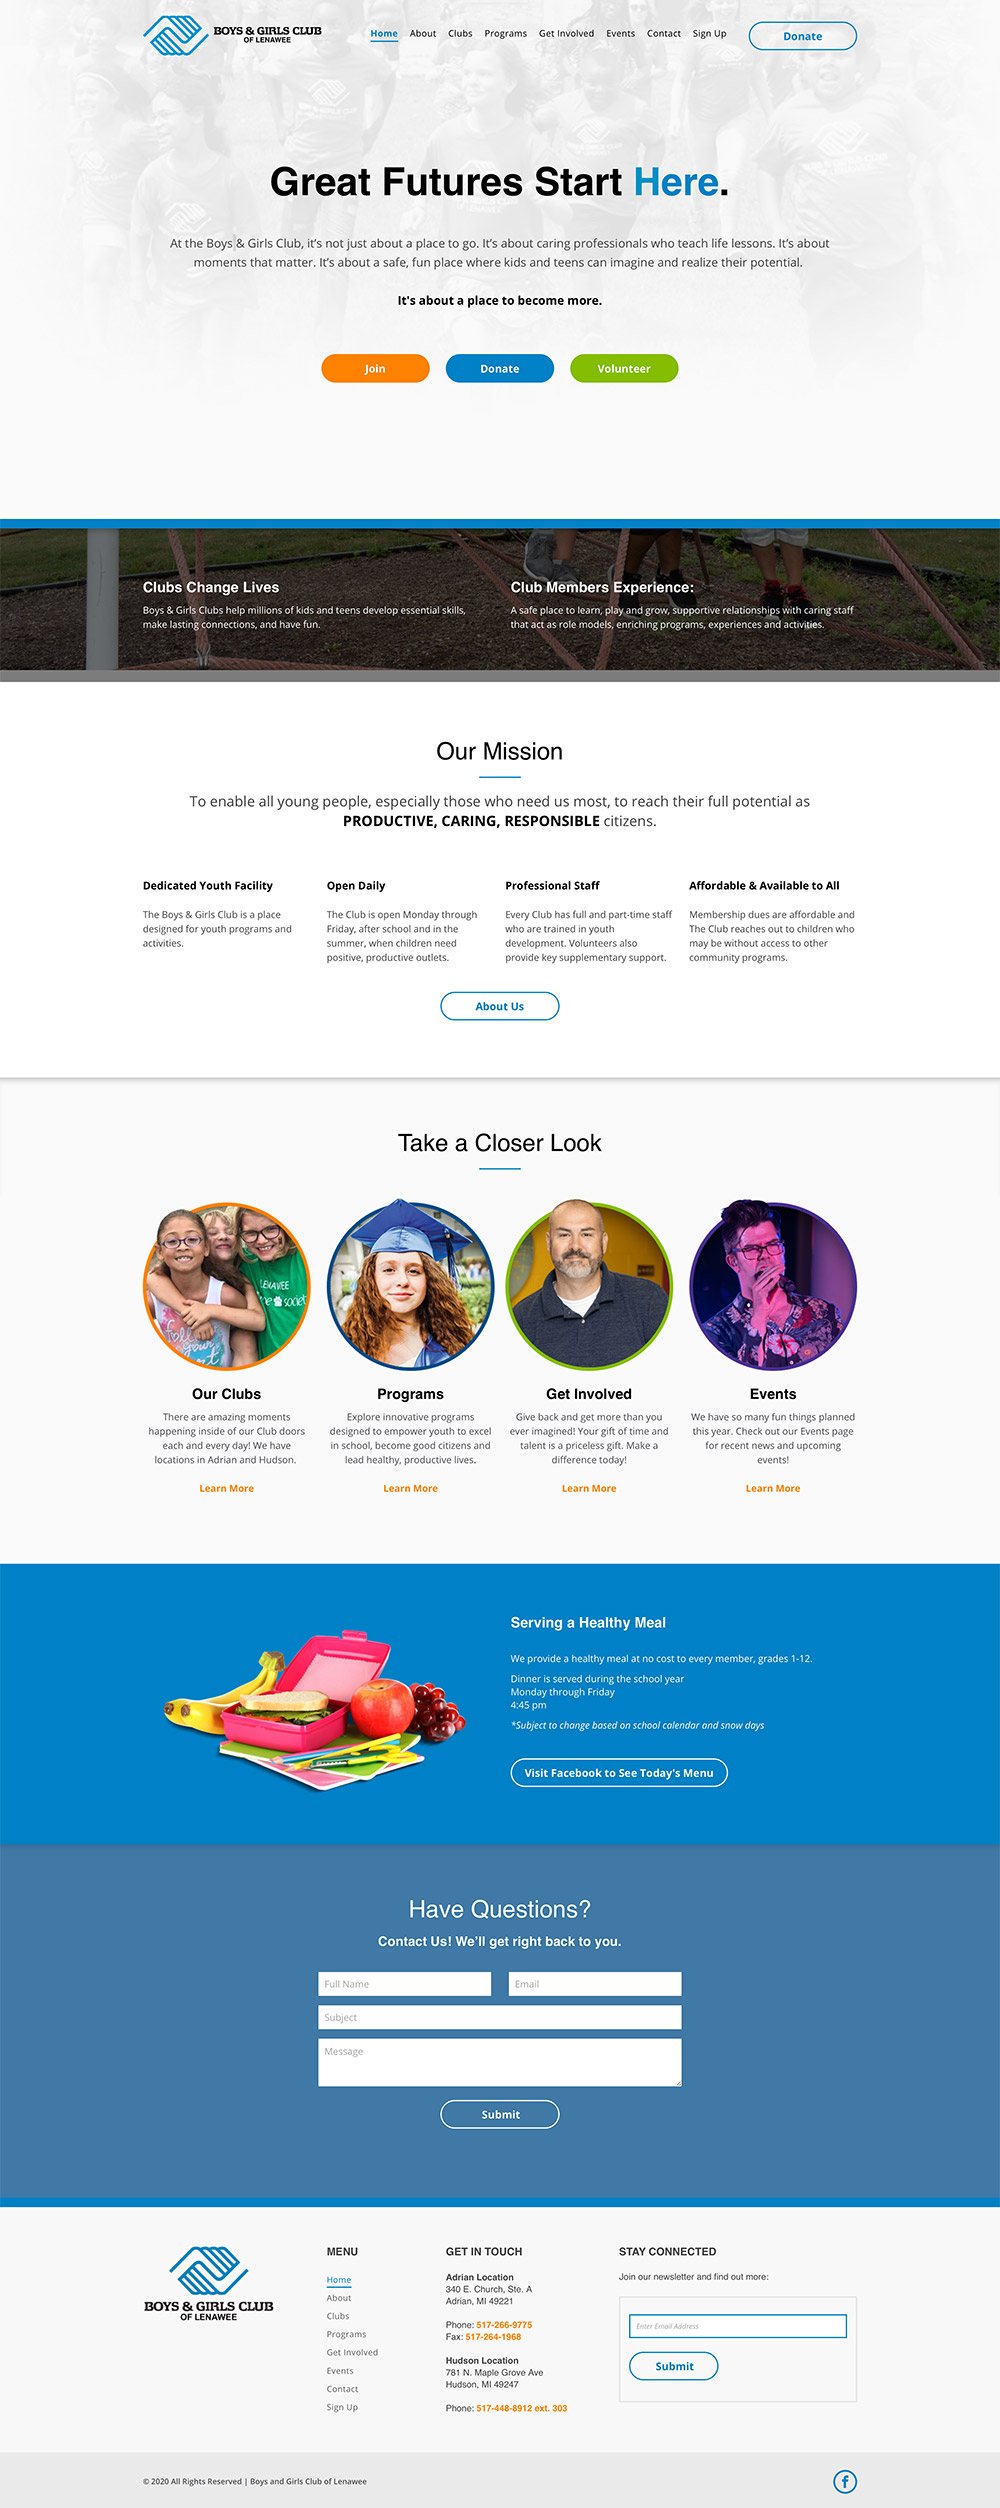 BOYS & GIRLS CLUB
OF LENAWEE
Home About Clubs Programs Get Involved Events Contact Sign Up Donate
Great Futures Start Here.
At the Boys & Girls Club, it's not just about a place to go. It's about caring professionals who teach life lessons. It's about
moments that matter. It's about a safe, fun place where kids and teens can imagine and realize their potential.
It's about a place to become more.
Join Donate Volunteer
Clubs Change Lives
Boys & Girls Clubs help millions of kids and teens develop essential skills,
make lasting connections, and have fun.
Club Members Experience:
A safe place to learn, play and grow, supportive relationships with caring staff
that act as role models, enriching programs, experiences and activities.
Our Mission
To enable all young people, especially those who need us most, to reach their full potential as
PRODUCTIVE, CARING, RESPONSIBLE citizens.
Dedicated Youth Facility
The Boys & Girls Club is a place
designed for youth programs and
activities.
Open Daily
The Club is open Monday through
Friday, after school and in the
summer, when children need
positive, productive outlets.
Professional Staff
Every Club has full and part-time staff
who are trained in youth
development. Volunteers also
provide key supplementary support.
Affordable & Available to All
Membership dues are affordable and
The Club reaches out to children who
may be without access to other
community programs.
About Us
Take a Closer Look
LENAWEE
Our Clubs
There are amazing moments
happening inside of our Club doors
each and every day! We have
locations in Adrian and Hudson.
Learn More
Programs
Explore innovative programs
designed to empower youth to excel
in school, become good citizens and
lead healthy, productive lives.
Learn More
Get Involved
Give back and get more than you
ever imagined! Your gift of time and
talent is a priceless gift. Make a
difference today!
Learn More
Events
We have so many fun things planned
this year. Check out our Events page
for recent news and upcoming
events!
Learn More
Serving a Healthy Meal
We provide a healthy meal at no cost to every member, grades 1-12.
Dinner is served during the school year
Monday through Friday
4:45 pm
*Subject to change based on school calendar and snow days
Visit Facebook to See Today's Menu
Have Questions?
Contact Us! We'll get right back to you.
Full Name Email
Subject
Message
Submit
BOYS & GIRLS CLUB
OF LENAWEE
MENU
Home
About
Clubs
Programs
Get Involved
Events
Contact
Sign Up
GET IN TOUCH
Adrian Location
340 E. Church, Ste. A
Adrian, MI 49221
Phone: 517-266-9775
Fax: 517-264-1968
Hudson Location
781 N. Maple Grove Ave
Hudson, MI 49247
Phone: 517-448-8912 ext. 303
STAY CONNECTED
Join our newsletter and find out more:
Enter Email Address
Submit
© 2020 All Rights Reserved | Boys and Girls Club of Lenawee